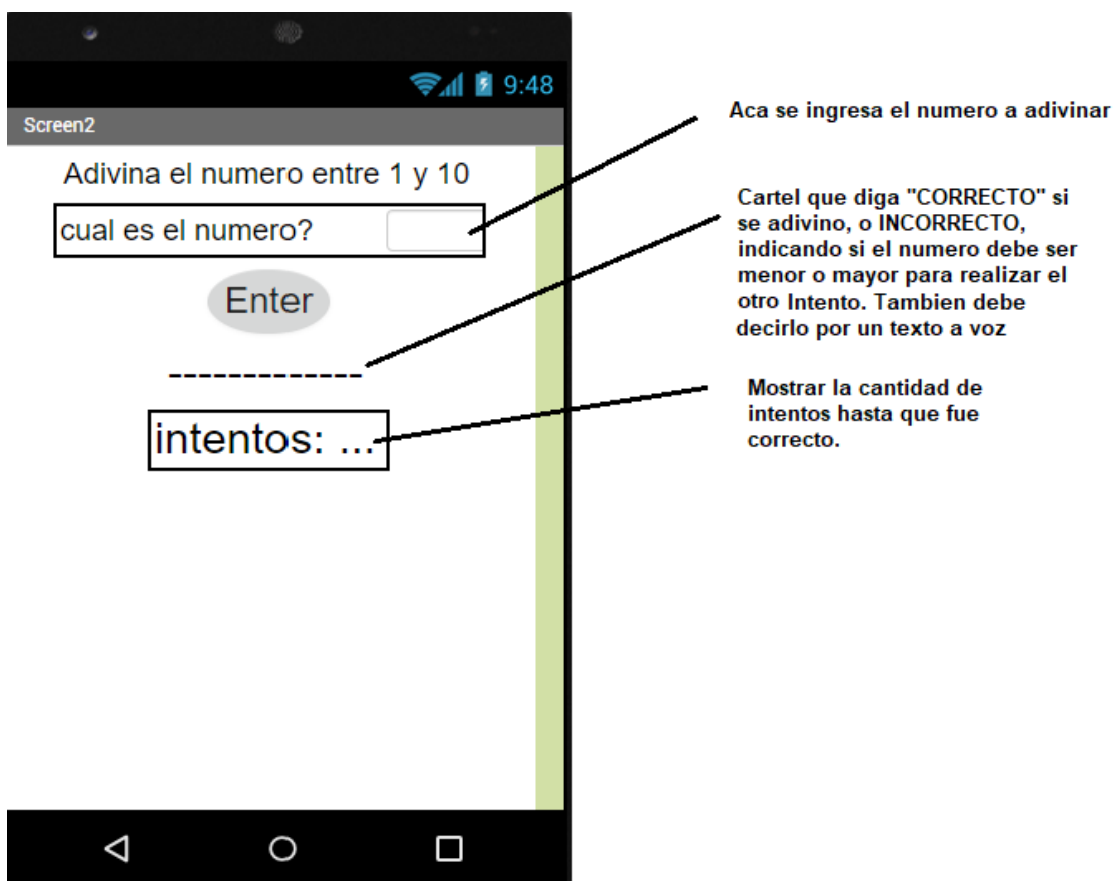 9:48
Screen2
Adivina el numero entre 1 y 10
cual es el numero?
Enter
-------------
intentos: ...
Aca se ingresa el numero a adivinar
Cartel que diga "CORRECTO" si
se adivino, o INCORRECTO,
indicando si el numero debe ser
menor o mayor para realizar el
otro Intento. Tambien debe
decirlo por un texto a voz
Mostrar la cantidad de
intentos hasta que fue
correcto.